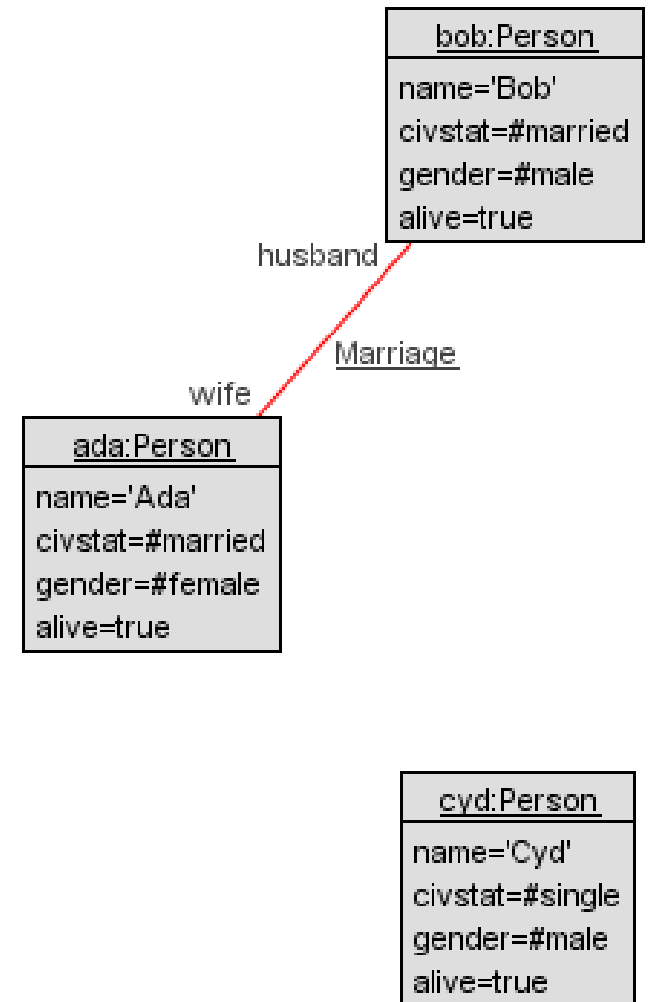 bob:Person
name='Bob'
civstat=#married
gender=#male
alive=true
husband
Marriage
wife
ada:Person
name='Ada'
civstat=#married
gender=#female
alive=true
cyd:Person
name='Cyd'
civstat=#single
gender=#male
alive=true